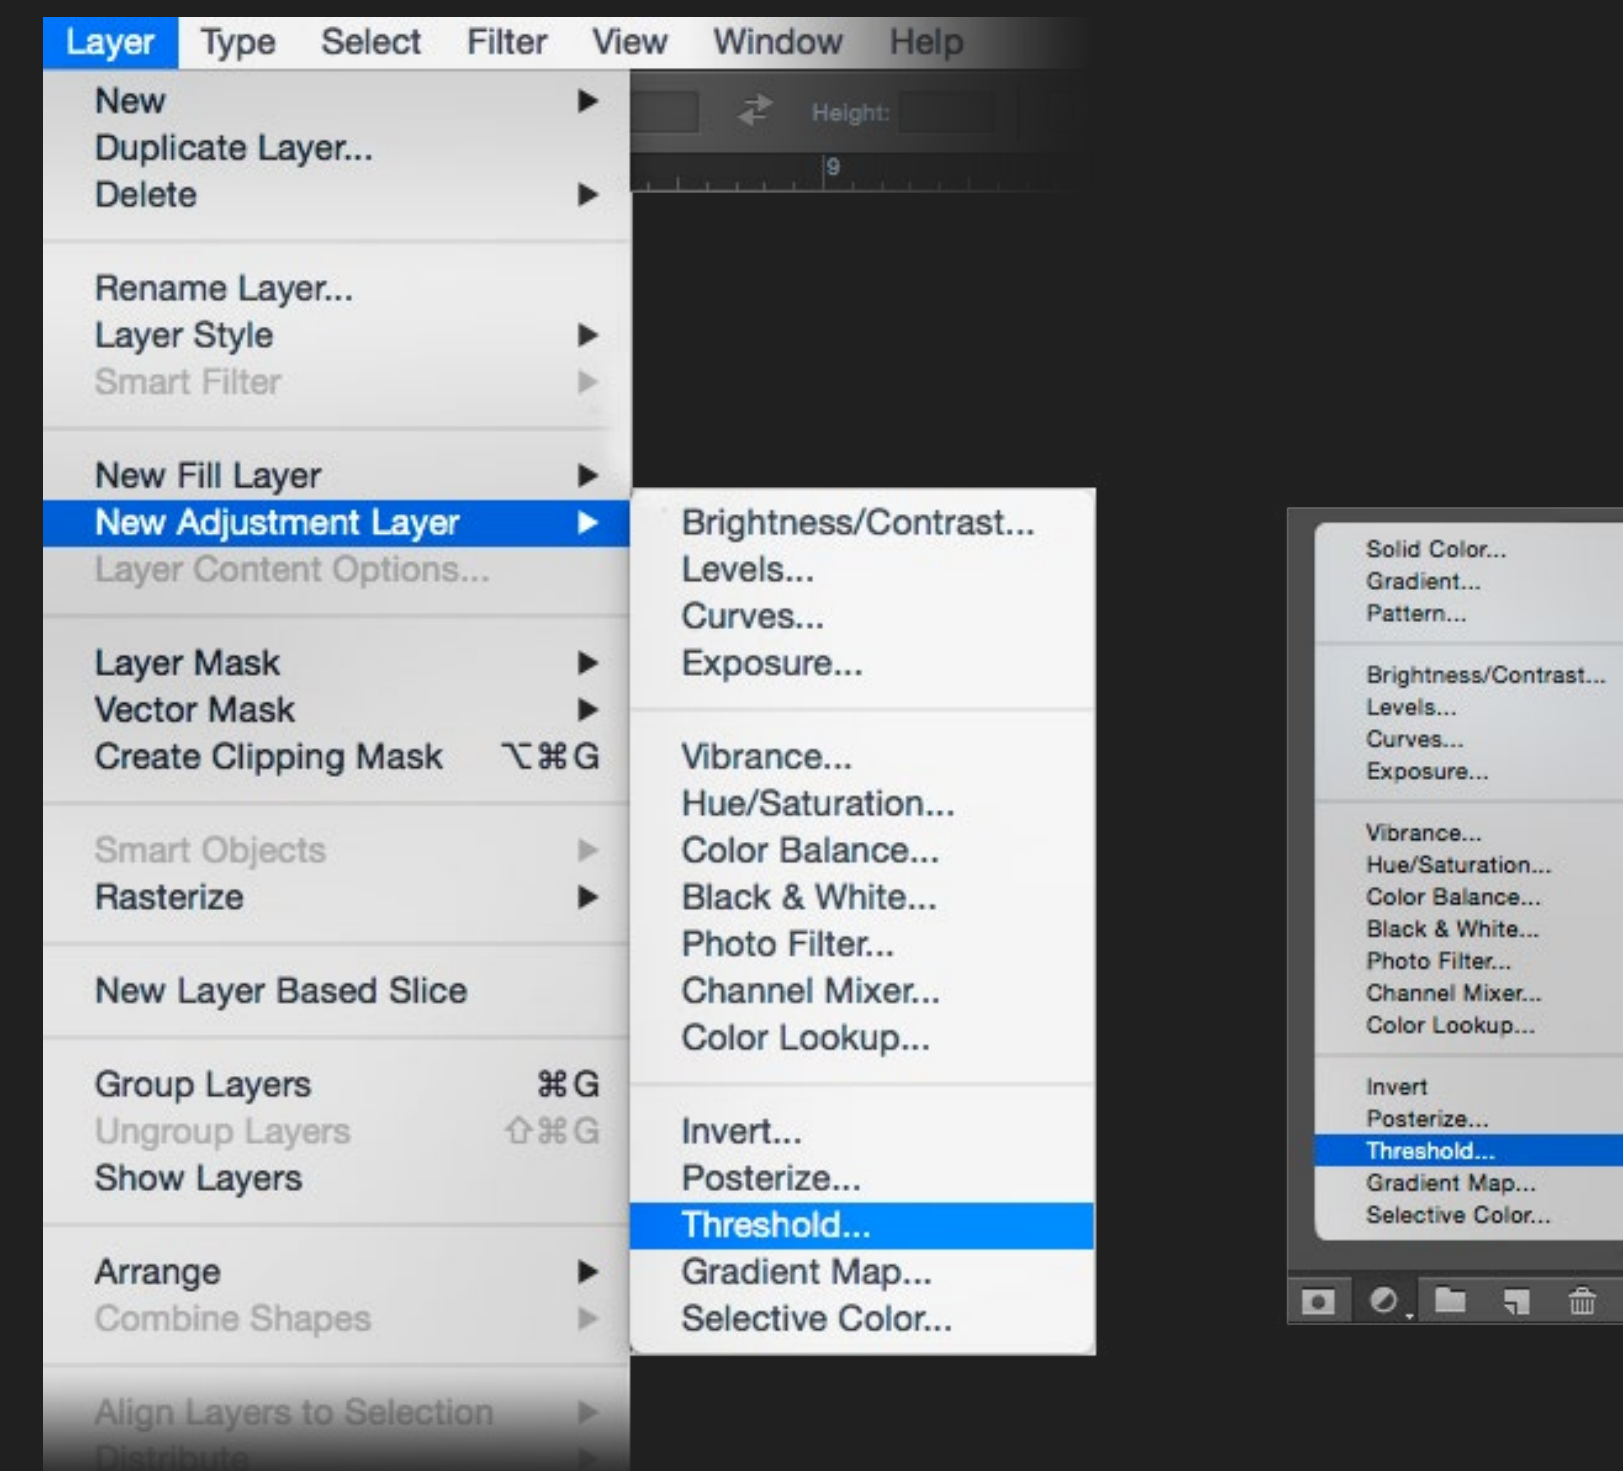 Layer Type Select Filter View Window Help
New
Duplicate Layer...
Delete
Height:
9
Rename Layer...
Layer Style
Smart Filter
New Fill Layer
New Adjustment Layer
Layer Content Options...
Layer Mask
Vector Mask
Create Clipping Mask ⌥⌘G
Smart Objects
Rasterize
New Layer Based Slice
Group Layers ⌘G
Ungroup Layers ⇧⌘G
Show Layers
Arrange
Combine Shapes
Align Layers to Selection
Distribute
Brightness/Contrast...
Levels...
Curves...
Exposure...
Vibrance...
Hue/Saturation...
Color Balance...
Black & White...
Photo Filter...
Channel Mixer...
Color Lookup...
Invert...
Posterize...
Threshold...
Gradient Map...
Selective Color...
Solid Color...
Gradient...
Pattern...
Brightness/Contrast...
Levels...
Curves...
Exposure...
Vibrance...
Hue/Saturation...
Color Balance...
Black & White...
Photo Filter...
Channel Mixer...
Color Lookup...
Invert
Posterize...
Threshold...
Gradient Map...
Selective Color...